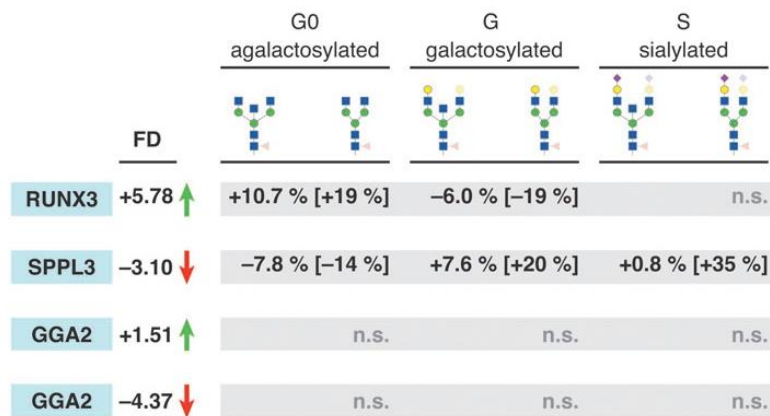 G0 G S
agalactosylated galactosylated sialylated
FD
RUNX3 +5.78 +10.7 % [+19 %] –6.0 % [–19 %] n.s.
SPPL3 –3.10 –7.8 % [–14 %] +7.6 % [+20 %] +0.8 % [+35 %]
GGA2 +1.51 n.s. n.s. n.s.
GGA2 –4.37 n.s. n.s. n.s.